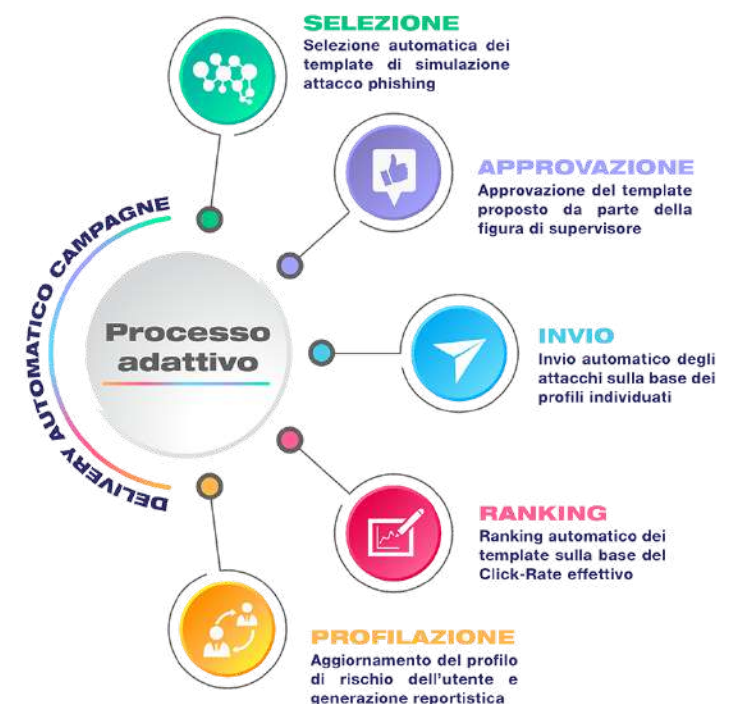 SELEZIONE
Selezione automatica dei
template di simulazione
attacco phishing
APPROVAZIONE
Approvazione del template
proposto da parte della
figura di supervisore
DELIVERY AUTOMATICO CAMPAGNE
Processo
adattivo
INVIO
Invio automatico degli
attacchi sulla base dei
profili individuati
RANKING
Ranking automatico dei
template sulla base del
Click-Rate effettivo
PROFILAZIONE
Aggiornamento del profilo
di rischio dell'utente e
generazione reportistica